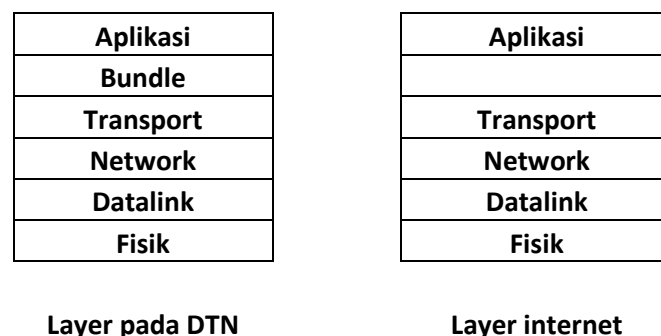 Aplikasi
Bundle
Transport
Network
Datalink
Fisik
Layer pada DTN
Aplikasi
Transport
Network
Datalink
Fisik
Layer internet